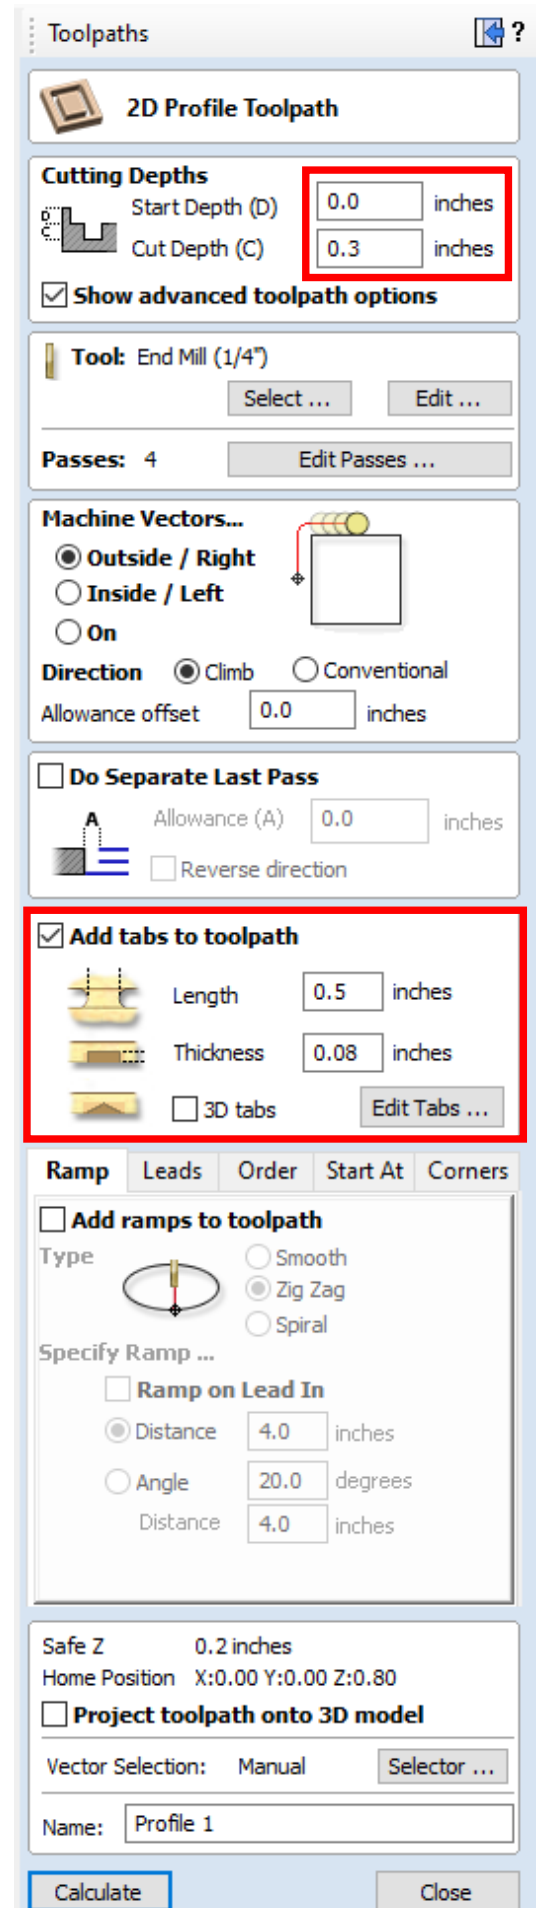 Toolpaths ?
2D Profile Toolpath
Cutting Depths
D Start Depth (D) 0.0 inches
C Cut Depth (C) 0.3 inches
Show advanced toolpath options
Tool: End Mill (1/4")
Select ... Edit ...
Passes: 4 Edit Passes ...
Machine Vectors...
Outside / Right
Inside / Left
On
Direction Climb Conventional
Allowance offset 0.0 inches
Do Separate Last Pass
A Allowance (A) 0.0 inches
Reverse direction
Add tabs to toolpath
Length 0.5 inches
Thickness 0.08 inches
3D tabs Edit Tabs ...
Ramp Leads Order Start At Corners
Add ramps to toolpath
Type Smooth
Zig Zag
Spiral
Specify Ramp ...
Ramp on Lead In
Distance 4.0 inches
Angle 20.0 degrees
Distance 4.0 inches
Safe Z 0.2 inches
Home Position X:0.00 Y:0.00 Z:0.80
Project toolpath onto 3D model
Vector Selection: Manual Selector ...
Name: Profile 1
Calculate Close